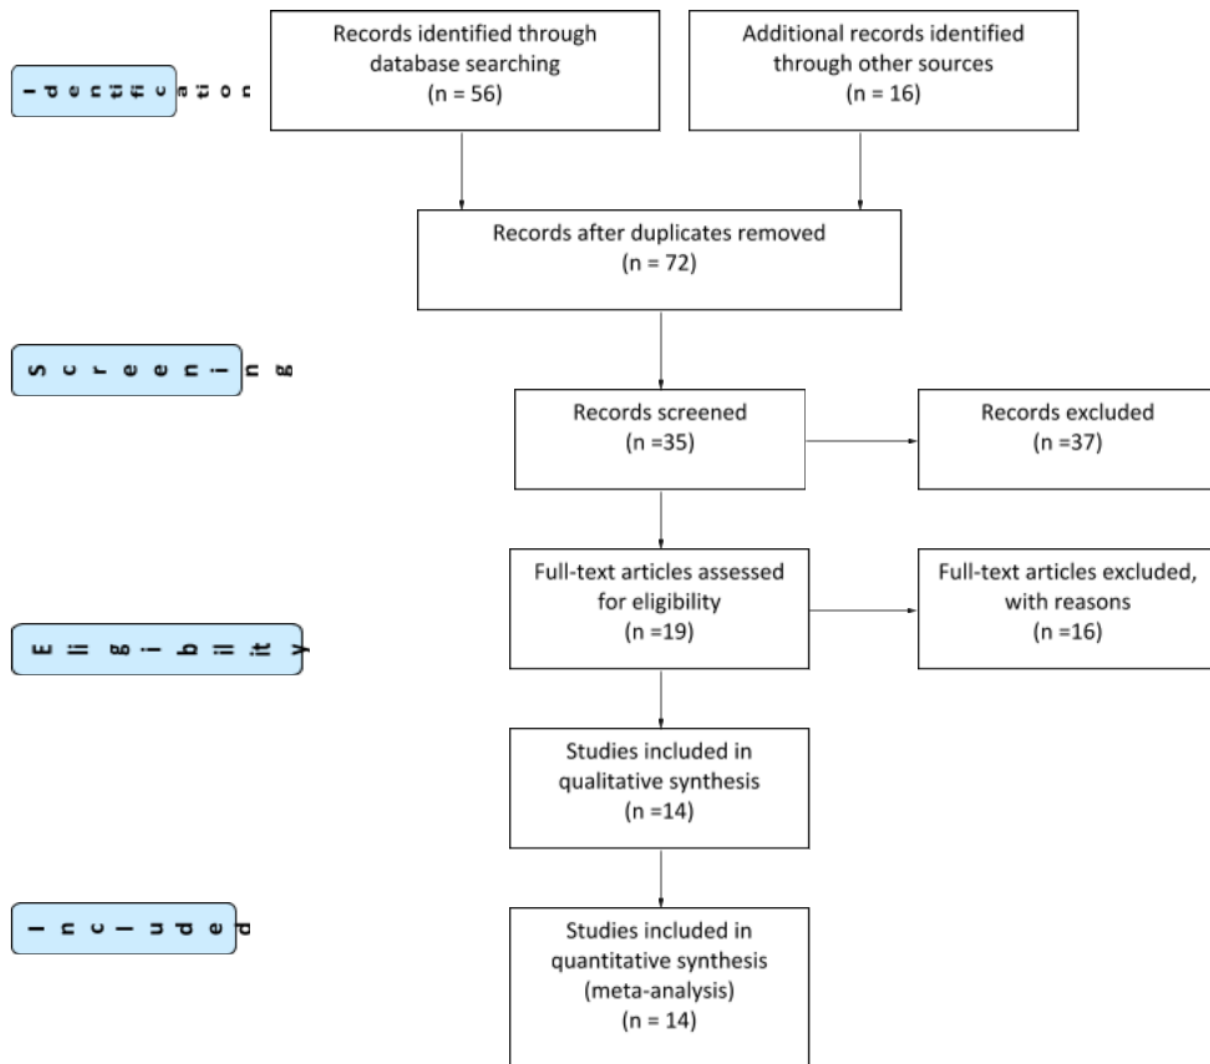 Records identified through
database searching
(n = 56)
Additional records identified
through other sources
(n = 16)
Identification
Records after duplicates removed
(n = 72)
Screening
Records screened
(n =35)
Records excluded
(n =37)
Full-text articles assessed
for eligibility
(n =19)
Full-text articles excluded,
with reasons
(n =16)
Eligibility
Studies included in
qualitative synthesis
(n =14)
Included
Studies included in
quantitative synthesis
(meta-analysis)
(n = 14)